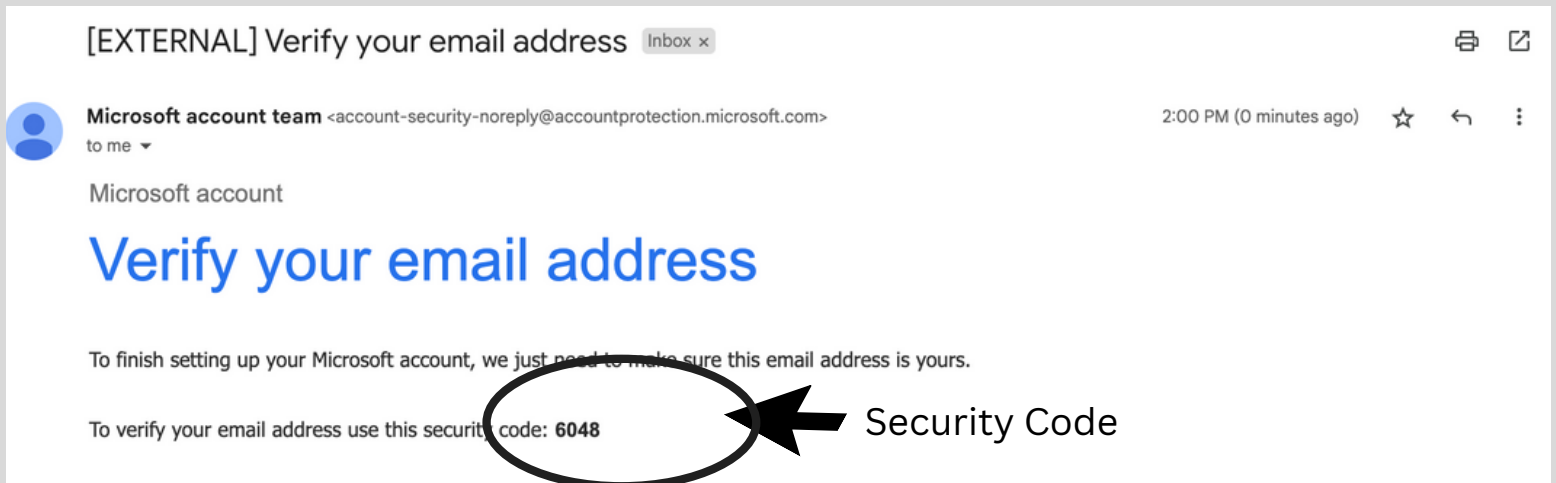 [EXTERNAL] Verify your email address Inbox ×
Microsoft account team <account-security-noreply@accountprotection.microsoft.com> 2:00 PM (0 minutes ago)
to me
Microsoft account
Verify your email address
To finish setting up your Microsoft account, we just need to make sure this email address is yours.
To verify your email address use this security code: 6048
Security Code